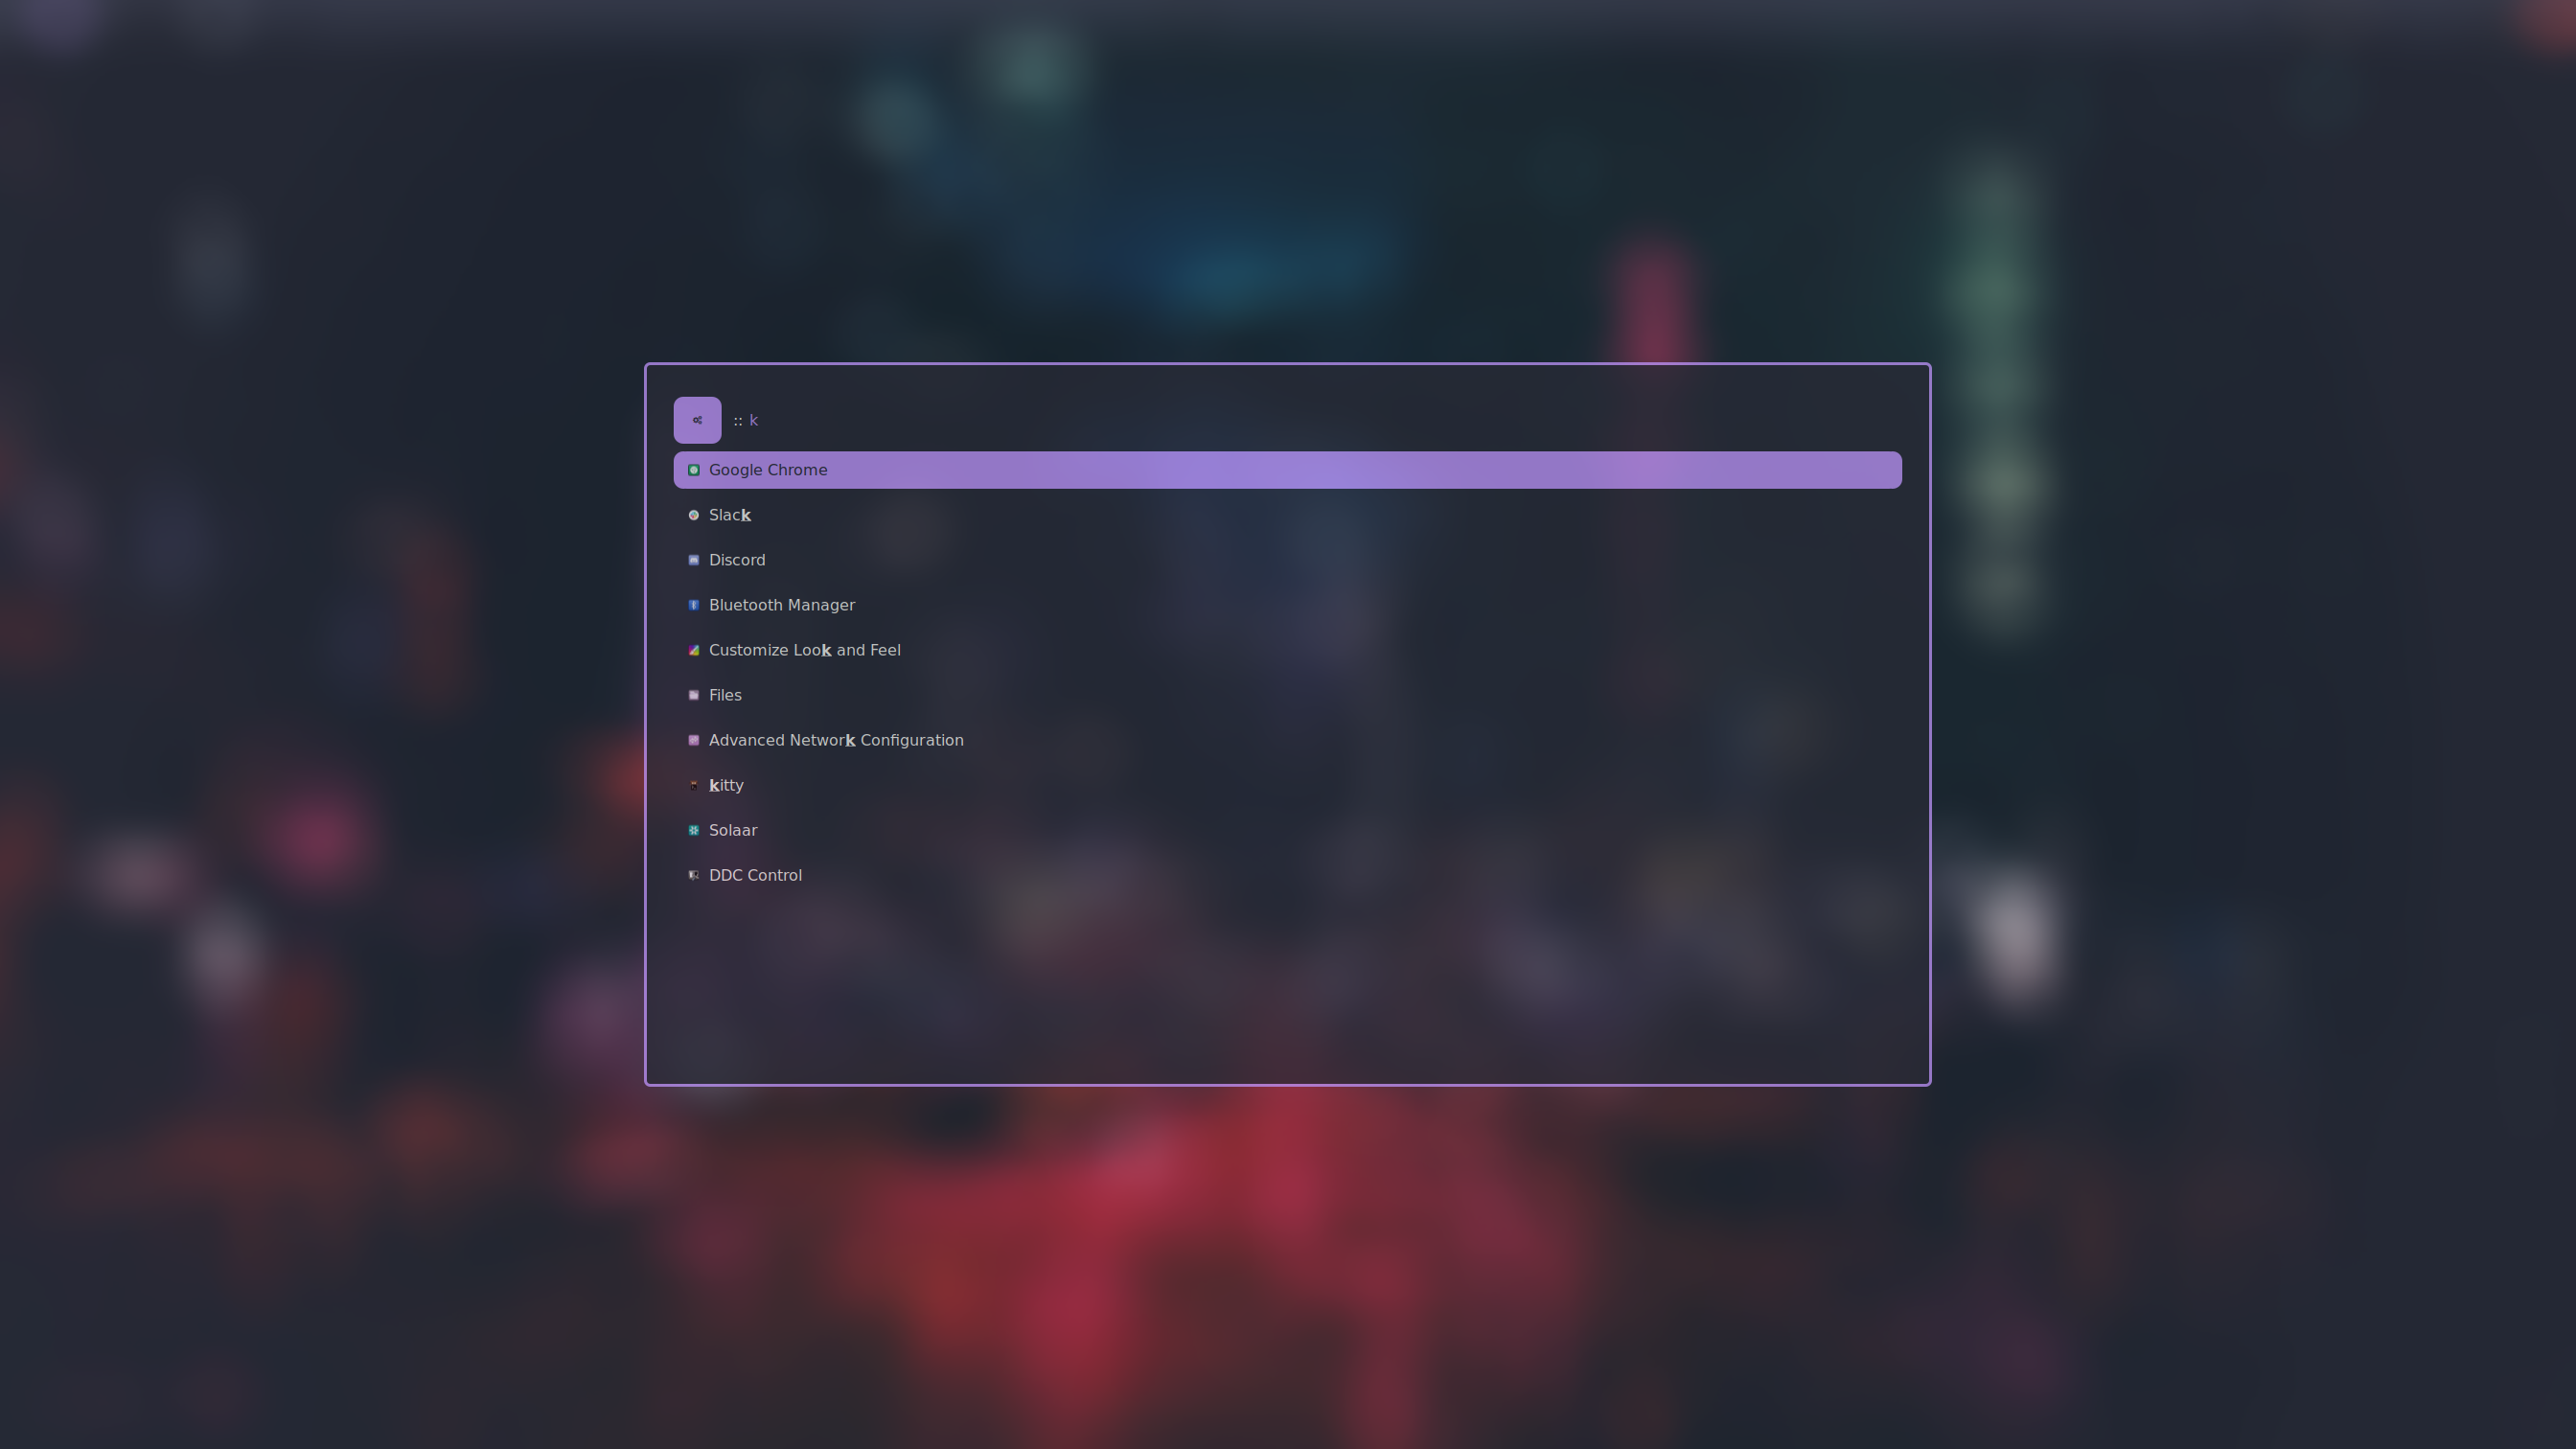 :: k
Google Chrome
Slack
Discord
Bluetooth Manager
Customize Look and Feel
Files
Advanced Network Configuration
kitty
Solaar
DDC Control